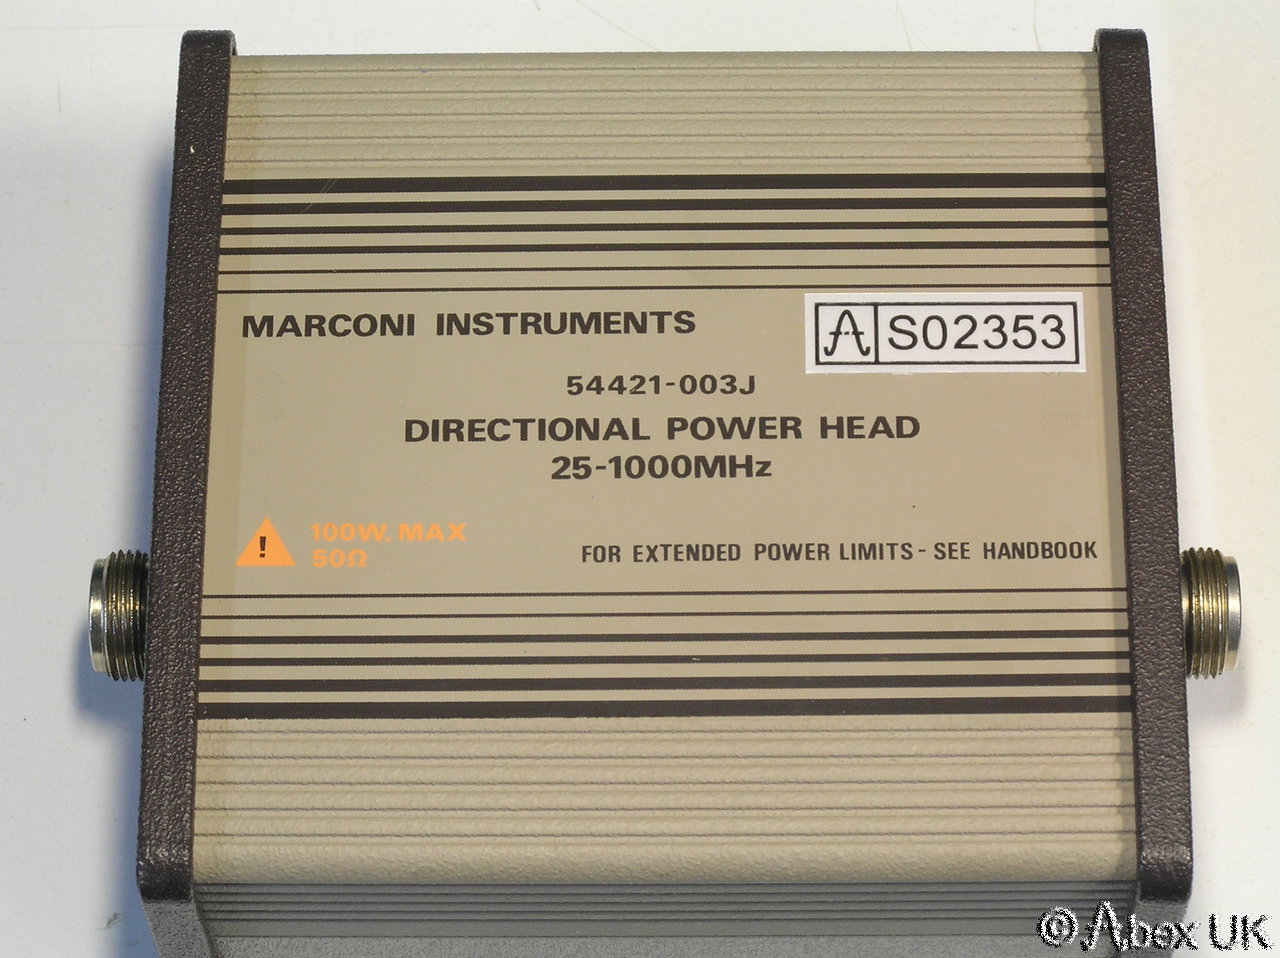 MARCONI INSTRUMENTS
A S02353
54421-003J
DIRECTIONAL POWER HEAD
25-1000MHz
! 100W. MAX
50Ω
FOR EXTENDED POWER LIMITS - SEE HANDBOOK
© Abex UK